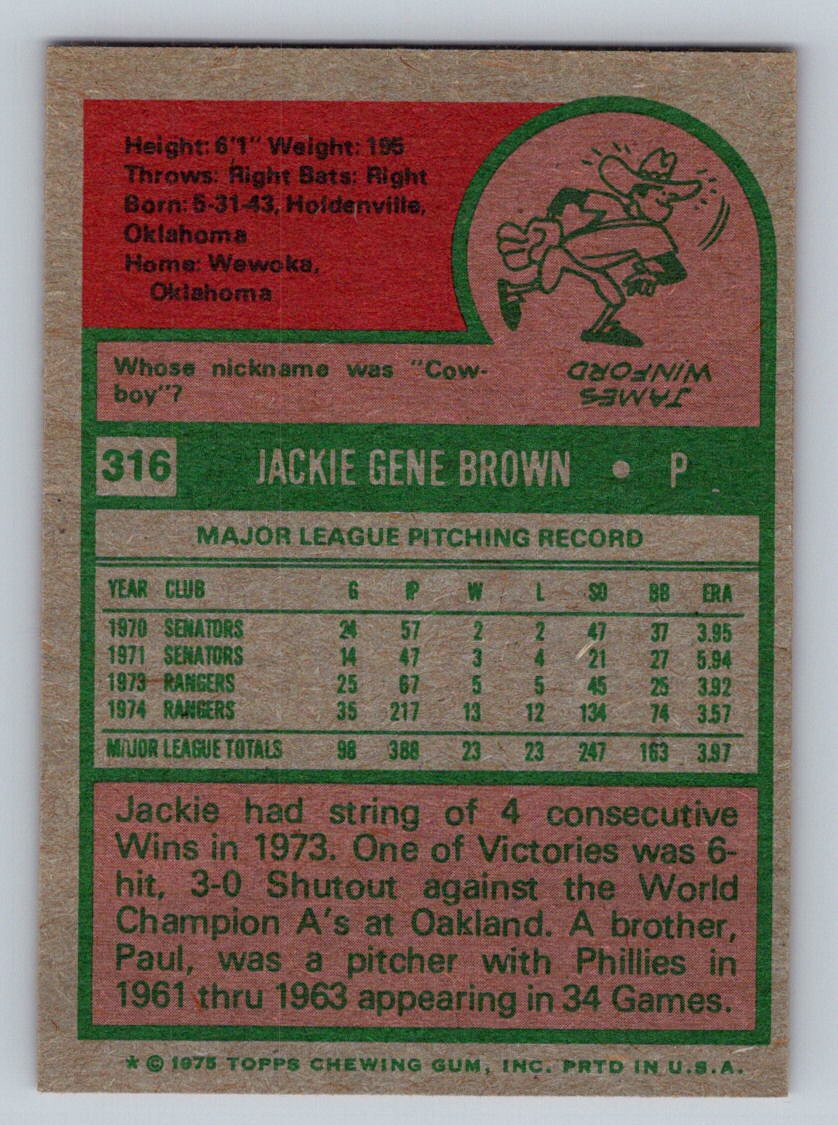 Height: 6'1" Weight: 195
Throws: Right Bats: Right
Born: 5-31-43, Holdenville,
Oklahoma
Home: Wewoka,
Oklahoma
Whose nickname was "Cow-
boy"?
JAMES
WINFORD
316 JACKIE GENE BROWN • P
MAJOR LEAGUE PITCHING RECORD
YEAR CLUB G IP W L SO BB ERA
1970 SENATORS 24 57 2 2 47 37 3.95
1971 SENATORS 14 47 3 4 21 27 5.94
1973 RANGERS 25 67 5 5 45 25 3.92
1974 RANGERS 35 217 13 12 134 74 3.57
MAJOR LEAGUE TOTALS 98 388 23 23 247 163 3.97
Jackie had string of 4 consecutive
Wins in 1973. One of Victories was 6-
hit, 3-0 Shutout against the World
Champion A's at Oakland. A brother,
Paul, was a pitcher with Phillies in
1961 thru 1963 appearing in 34 Games.
* © 1975 TOPPS CHEWING GUM, INC. PRTD IN U.S.A.